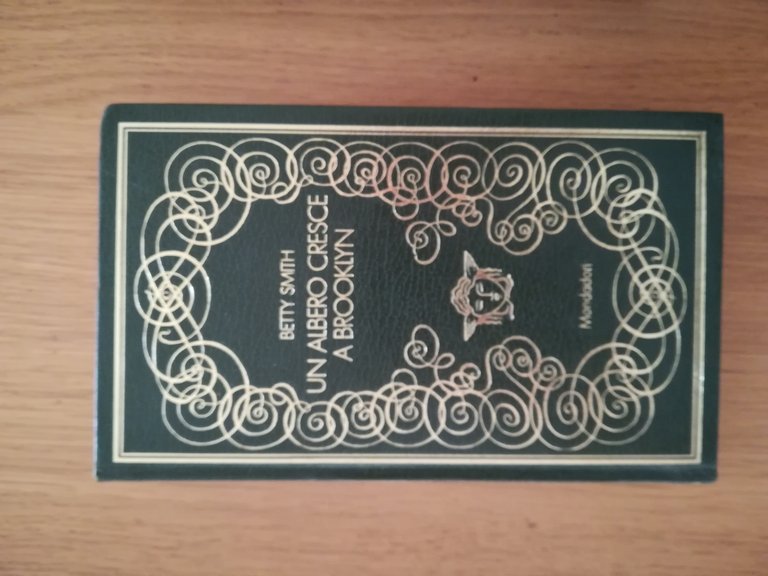 BETTY SMITH
UN ALBERO CRESCE
A BROOKLYN
Mondadori